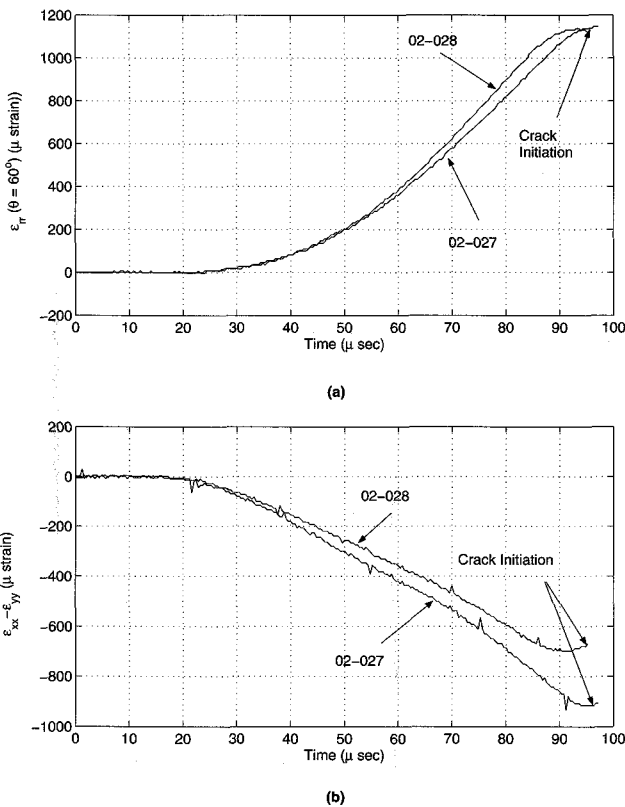 1200
1000
800
600
400
200
0
−200
ε_rr (θ = 60°) (μ strain)
02−028
Crack
Initiation
02−027
0 10 20 30 40 50 60 70 80 90 100
Time (μ sec)
(a)
200
0
−200
−400
−600
−800
−1000
ε_xx−ε_yy (μ strain)
02−028
Crack Initiation
02−027
0 10 20 30 40 50 60 70 80 90 100
Time (μ sec)
(b)